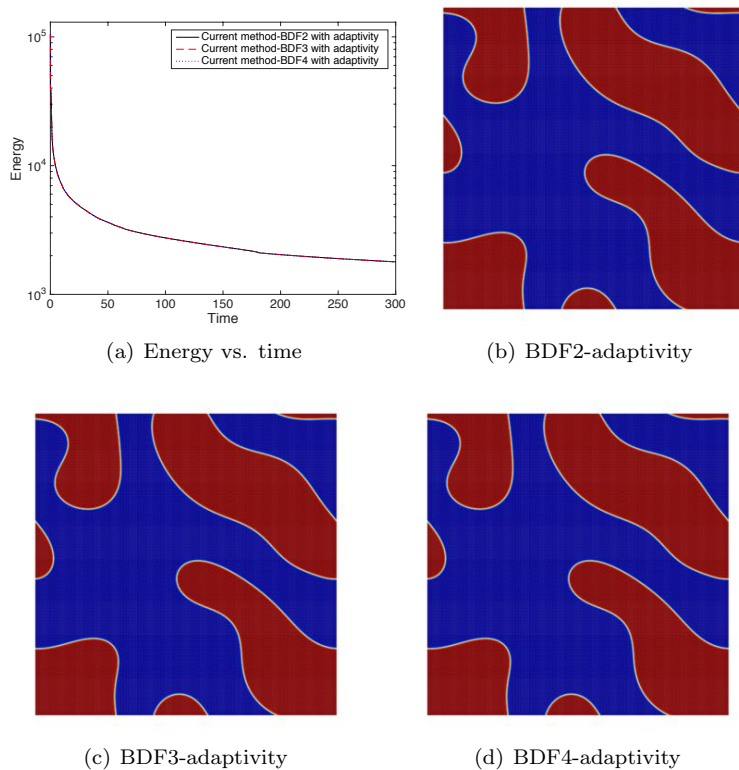 10^5
Current method-BDF2 with adaptivity
Current method-BDF3 with adaptivity
Current method-BDF4 with adaptivity
Energy
10^4
10^3
0 50 100 150 200 250 300
Time
(a) Energy vs. time
(b) BDF2-adaptivity
(c) BDF3-adaptivity
(d) BDF4-adaptivity